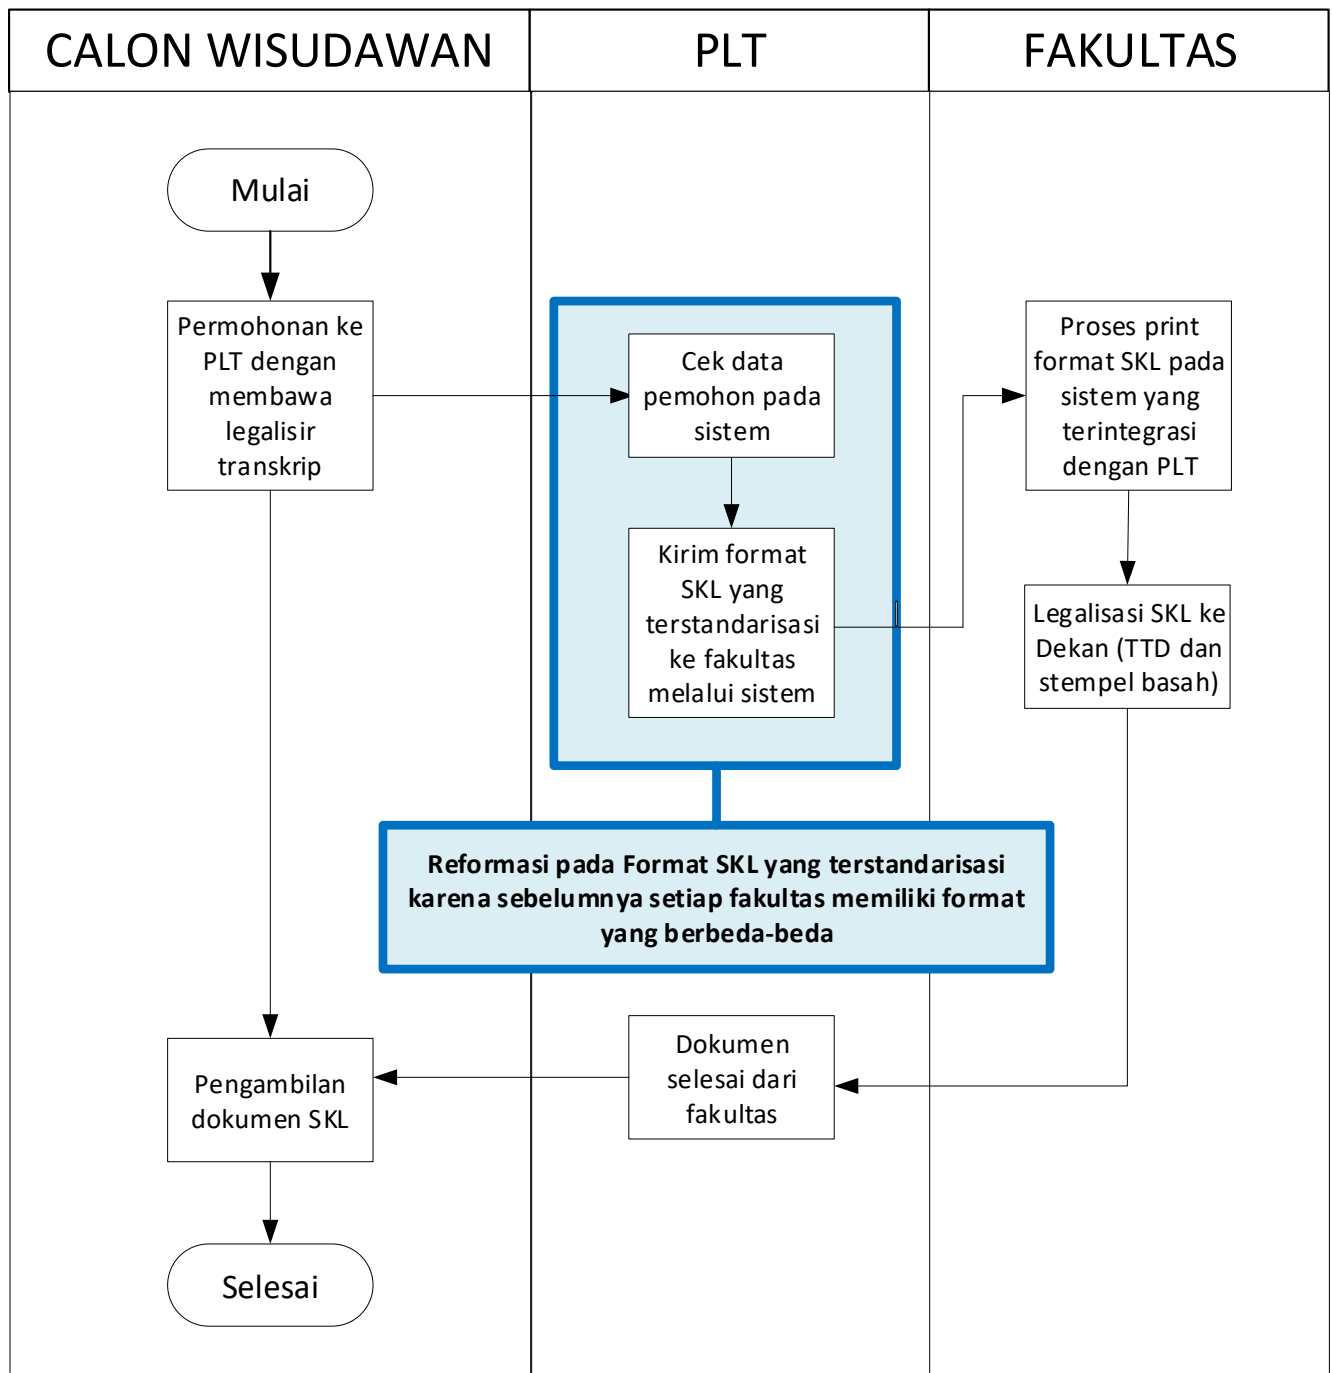 CALON WISUDAWAN
PLT
FAKULTAS
Mulai
Permohonan ke
PLT dengan
membawa
legalisir
transkrip
Cek data
pemohon pada
sistem
Kirim format
SKL yang
terstandarisasi
ke fakultas
melalui sistem
Proses print
format SKL pada
sistem yang
terintegrasi
dengan PLT
Legalisasi SKL ke
Dekan (TTD dan
stempel basah)
Reformasi pada Format SKL yang terstandarisasi
karena sebelumnya setiap fakultas memiliki format
yang berbeda-beda
Dokumen
selesai dari
fakultas
Pengambilan
dokumen SKL
Selesai